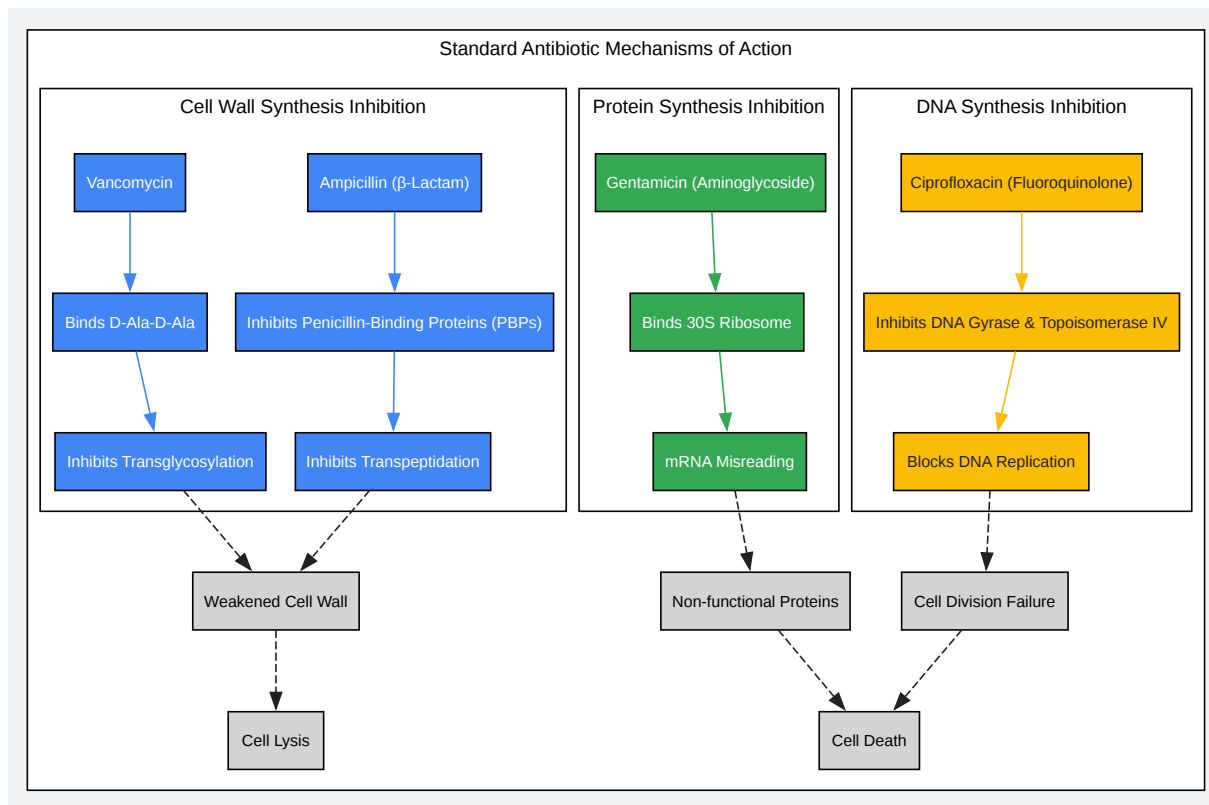 Standard Antibiotic Mechanisms of Action
Cell Wall Synthesis Inhibition
Protein Synthesis Inhibition
DNA Synthesis Inhibition
Vancomycin
Ampicillin (β-Lactam)
Gentamicin (Aminoglycoside)
Ciprofloxacin (Fluoroquinolone)
Binds D-Ala-D-Ala
Inhibits Penicillin-Binding Proteins (PBPs)
Binds 30S Ribosome
Inhibits DNA Gyrase & Topoisomerase IV
Inhibits Transglycosylation
Inhibits Transpeptidation
mRNA Misreading
Blocks DNA Replication
Weakened Cell Wall
Non-functional Proteins
Cell Division Failure
Cell Lysis
Cell Death